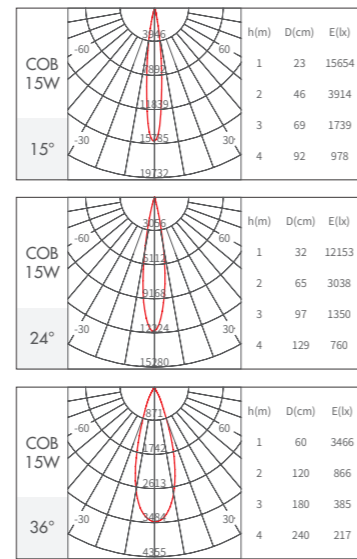 COB
15W
15°
3946
7892
11839
15785
19732
-60
60
-30
30
h(m) D(cm) E(lx)
1 23 15654
2 46 3914
3 69 1739
4 92 978
COB
15W
24°
3056
6112
9168
12224
15280
-60
60
-30
30
h(m) D(cm) E(lx)
1 32 12153
2 65 3038
3 97 1350
4 129 760
COB
15W
36°
871
1742
2613
3484
4355
-60
60
-30
30
h(m) D(cm) E(lx)
1 60 3466
2 120 866
3 180 385
4 240 217